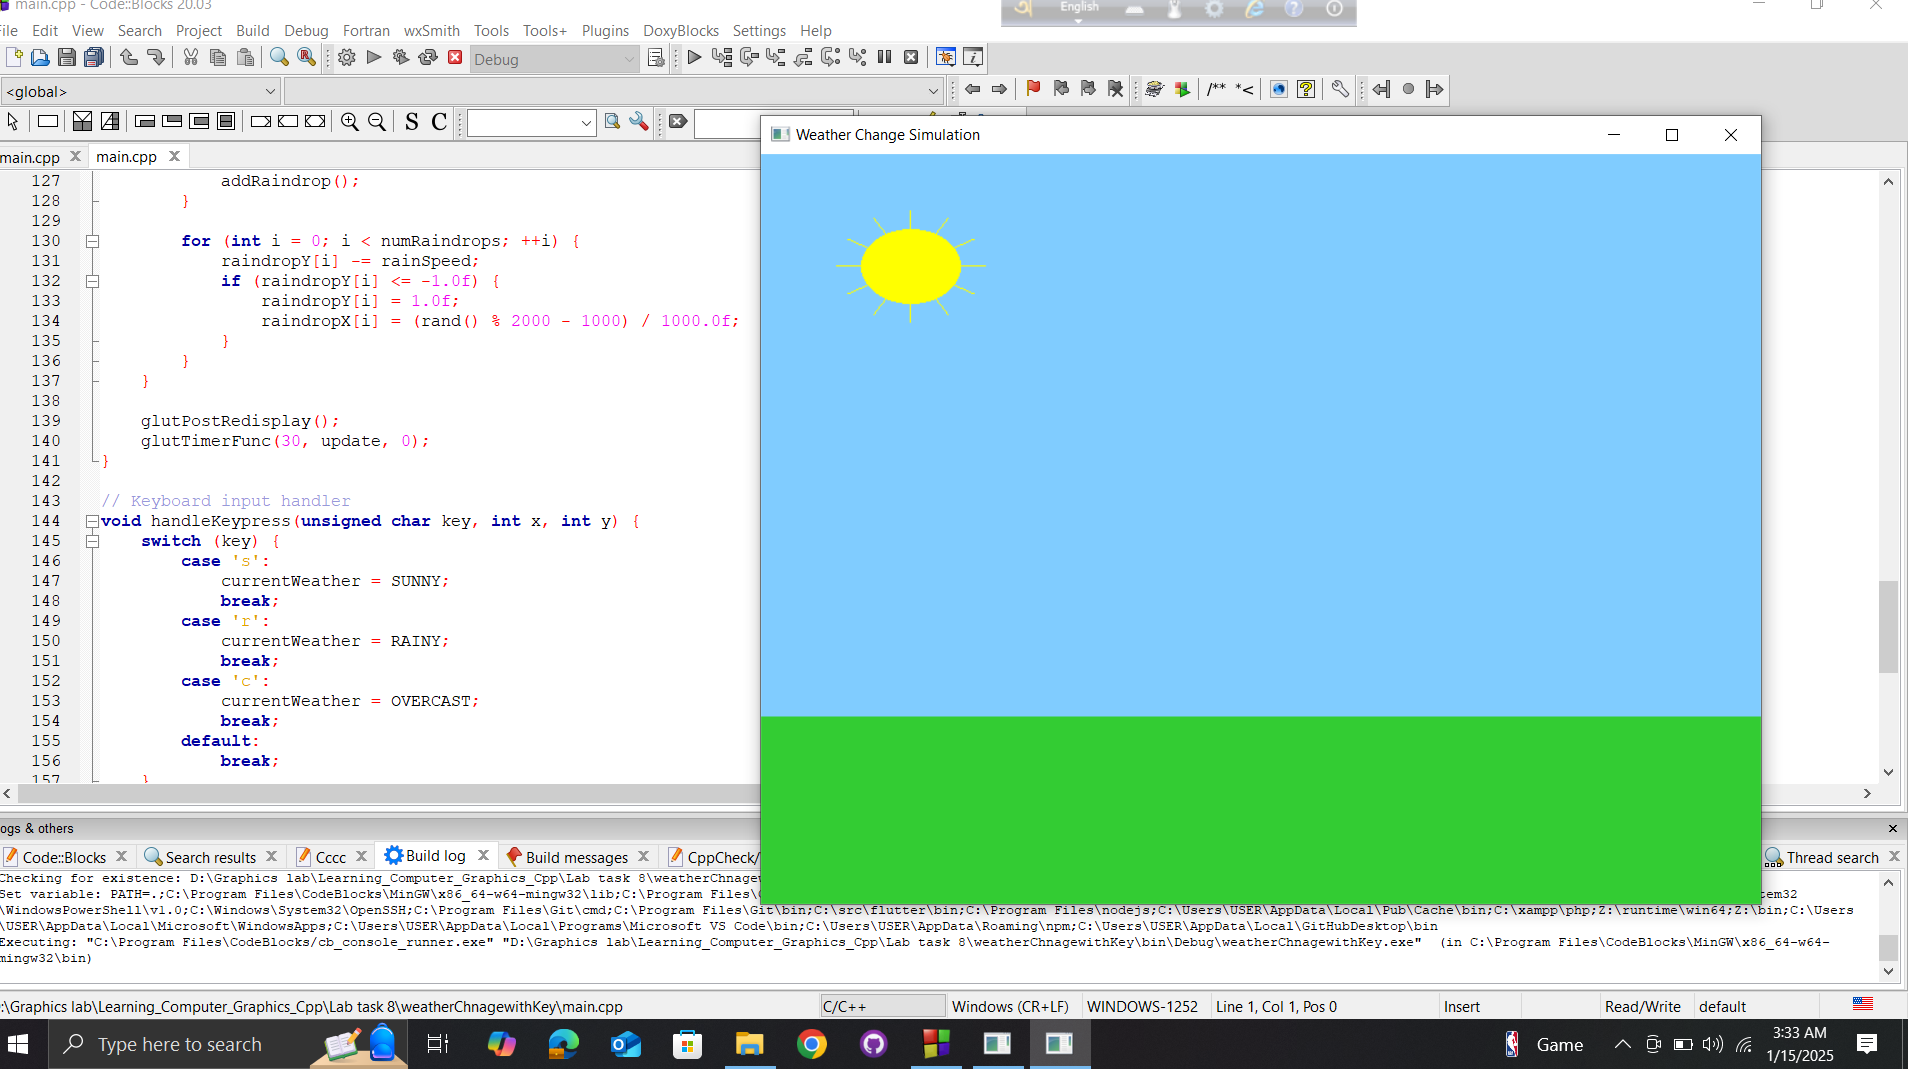 main.cpp - Code::Blocks 20.03
English
ile Edit View Search Project Build Debug Fortran wxSmith Tools Tools+ Plugins DoxyBlocks Settings Help
Debug
<global>
/** *<
S C
main.cpp main.cpp
Weather Change Simulation
127 addRaindrop();
128 }
129
130 for (int i = 0; i < numRaindrops; ++i) {
131 raindropY[i] -= rainSpeed;
132 if (raindropY[i] <= -1.0f) {
133 raindropY[i] = 1.0f;
134 raindropX[i] = (rand() % 2000 - 1000) / 1000.0f;
135 }
136 }
137 }
138
139 glutPostRedisplay();
140 glutTimerFunc(30, update, 0);
141 }
142
143 // Keyboard input handler
144 void handleKeypress(unsigned char key, int x, int y) {
145 switch (key) {
146 case 's':
147 currentWeather = SUNNY;
148 break;
149 case 'r':
150 currentWeather = RAINY;
151 break;
152 case 'c':
153 currentWeather = OVERCAST;
154 break;
155 default:
156 break;
157 }
ogs & others
Code::Blocks Search results Cccc Build log Build messages CppCheck/ Thread search
Checking for existence: D:\Graphics lab\Learning_Computer_Graphics_Cpp\Lab task 8\weatherChnagew
Set variable: PATH=.;C:\Program Files\CodeBlocks\MinGW\x86_64-w64-mingw32\lib;C:\Program Files\ tem32
\WindowsPowerShell\v1.0;C:\Windows\System32\OpenSSH;C:\Program Files\Git\cmd;C:\Program Files\Git\bin;C:\src\flutter\bin;C:\Program Files\nodejs;C:\Users\USER\AppData\Local\Pub\Cache\bin;C:\xampp\php;Z:\runtime\win64;Z:\bin;C:\Users
\USER\AppData\Local\Microsoft\WindowsApps;C:\Users\USER\AppData\Local\Programs\Microsoft VS Code\bin;C:\Users\USER\AppData\Roaming\npm;C:\Users\USER\AppData\Local\GitHubDesktop\bin
Executing: "C:\Program Files\CodeBlocks/cb_console_runner.exe" "D:\Graphics lab\Learning_Computer_Graphics_Cpp\Lab task 8\weatherChnagewithKey\bin\Debug\weatherChnagewithKey.exe" (in C:\Program Files\CodeBlocks\MinGW\x86_64-w64-
mingw32\bin)
:\Graphics lab\Learning_Computer_Graphics_Cpp\Lab task 8\weatherChnagewithKey\main.cpp C/C++ Windows (CR+LF) WINDOWS-1252 Line 1, Col 1, Pos 0 Insert Read/Write default
Type here to search
Game
3:33 AM
1/15/2025